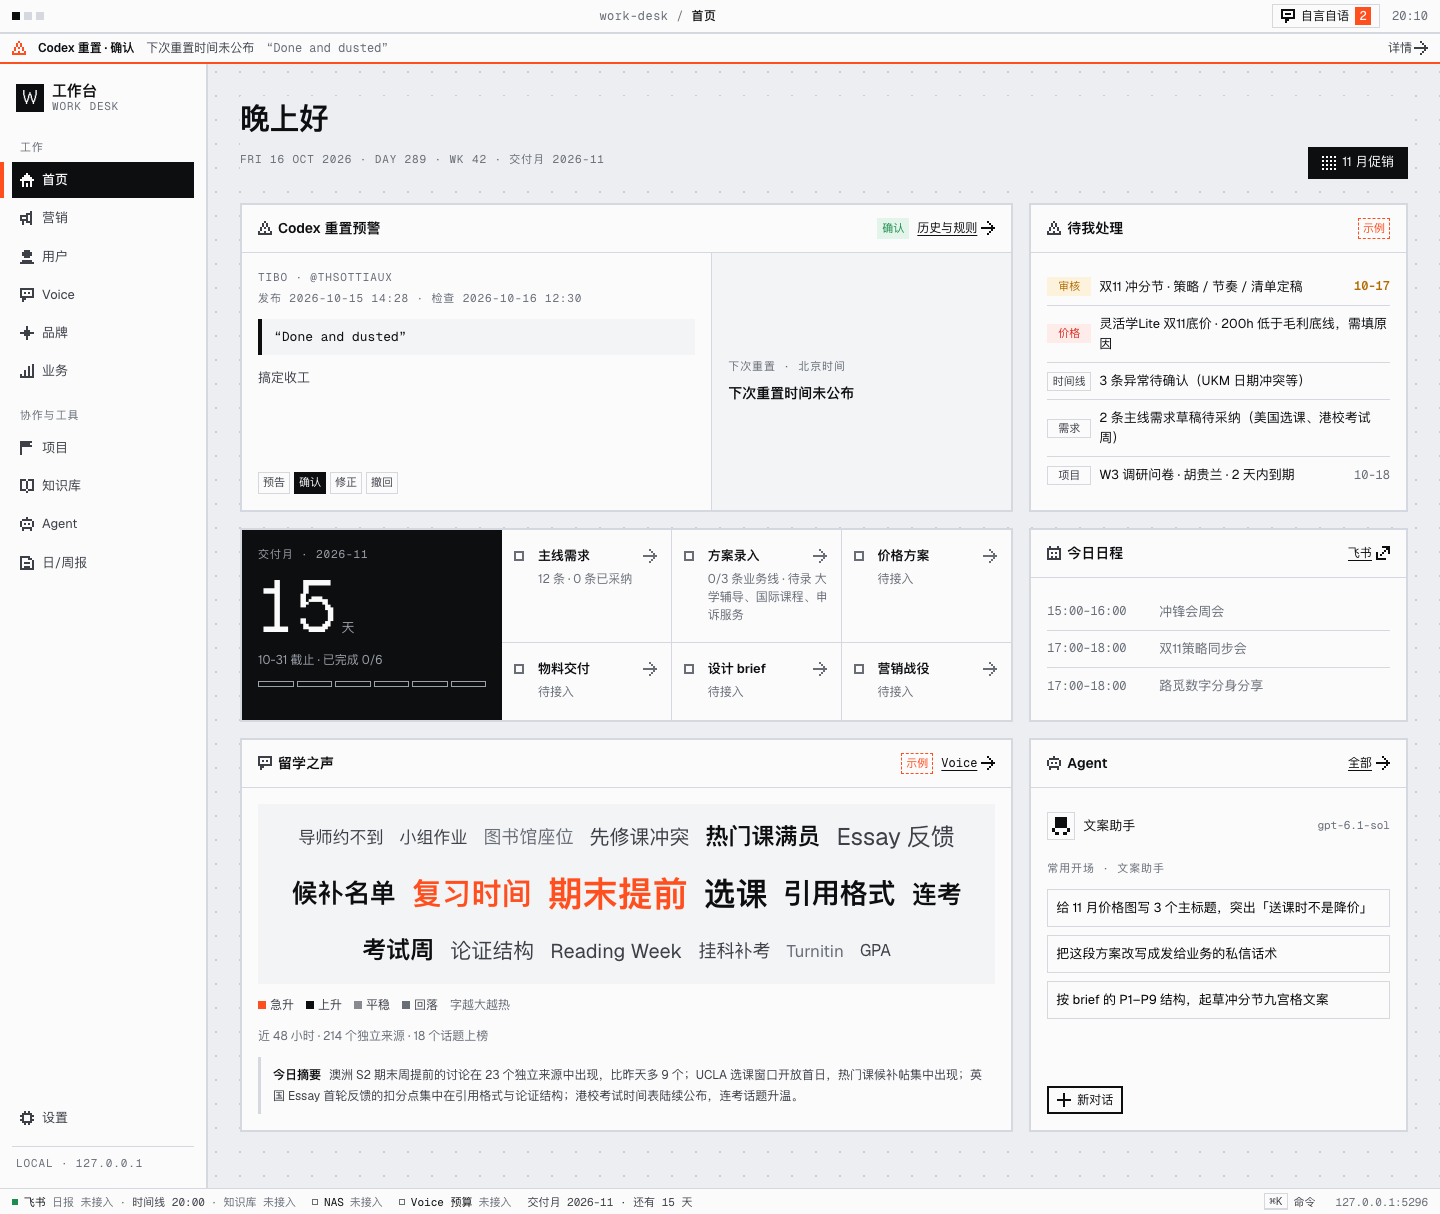 work-desk / 首页
自言自语 2
20:10
Codex 重置 · 确认 下次重置时间未公布 “Done and dusted”
详情
W
工作台
WORK DESK
工作
首页
营销
用户
Voice
品牌
业务
协作与工具
项目
知识库
Agent
日/周报
设置
LOCAL · 127.0.0.1
晚上好
FRI 16 OCT 2026 · DAY 289 · WK 42 · 交付月 2026-11
11 月促销
Codex 重置预警
确认 历史与规则
TIBO · @THSOTTIAUX
发布 2026-10-15 14:28 · 检查 2026-10-16 12:30
“Done and dusted”
搞定收工
预告 确认 修正 撤回
下次重置 · 北京时间
下次重置时间未公布
待我处理
示例
审核 双11 冲分节 · 策略 / 节奏 / 清单定稿 10-17
价格 灵活学Lite 双11底价 · 200h 低于毛利底线，需填原
因
时间线 3 条异常待确认（UKM 日期冲突等）
需求 2 条主线需求草稿待采纳（美国选课、港校考试
周）
项目 W3 调研问卷 · 胡贵兰 · 2 天内到期 10-18
交付月 · 2026-11
15 天
10-31 截止 · 已完成 0/6
主线需求
12 条 · 0 条已采纳
方案录入
0/3 条业务线 · 待录 大
学辅导、国际课程、申
诉服务
价格方案
待接入
物料交付
待接入
设计 brief
待接入
营销战役
待接入
今日日程
飞书
15:00-16:00 冲锋会周会
17:00-18:00 双11策略同步会
17:00-18:00 路觅数字分身分享
留学之声
示例 Voice
导师约不到 小组作业 图书馆座位 先修课冲突 热门课满员 Essay 反馈
候补名单 复习时间 期末提前 选课 引用格式 连考
考试周 论证结构 Reading Week 挂科补考 Turnitin GPA
急升 上升 平稳 回落 字越大越热
近 48 小时 · 214 个独立来源 · 18 个话题上榜
今日摘要 澳洲 S2 期末周提前的讨论在 23 个独立来源中出现，比昨天多 9 个；UCLA 选课窗口开放首日，热门课候补帖集中出现；英
国 Essay 首轮反馈的扣分点集中在引用格式与论证结构；港校考试时间表陆续公布，连考话题升温。
Agent
全部
文案助手 gpt-6.1-sol
常用开场 · 文案助手
给 11 月价格图写 3 个主标题，突出「送课时不是降价」
把这段方案改写成发给业务的私信话术
按 brief 的 P1–P9 结构，起草冲分节九宫格文案
新对话
飞书 日报 未接入 · 时间线 20:00 · 知识库 未接入 NAS 未接入 Voice 预算 未接入 交付月 2026-11 · 还有 15 天
⌘K 命令 127.0.0.1:5296